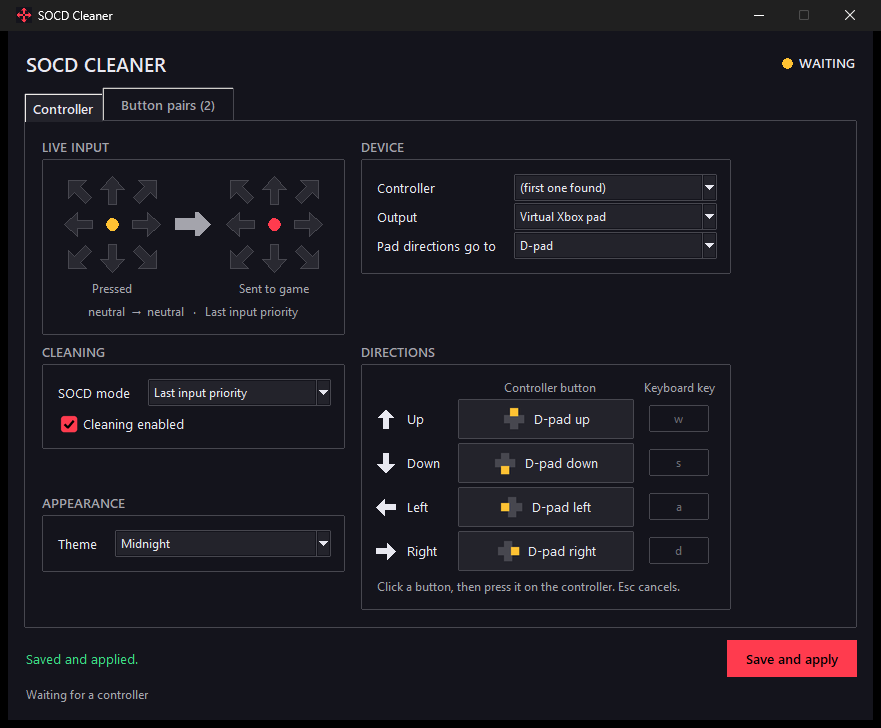 SOCD Cleaner
SOCD CLEANER
WAITING
Controller
Button pairs (2)
LIVE INPUT
Pressed
Sent to game
neutral → neutral · Last input priority
DEVICE
Controller
(first one found)
Output
Virtual Xbox pad
Pad directions go to
D-pad
CLEANING
SOCD mode
Last input priority
Cleaning enabled
APPEARANCE
Theme
Midnight
DIRECTIONS
Controller button
Keyboard key
Up
D-pad up
w
Down
D-pad down
s
Left
D-pad left
a
Right
D-pad right
d
Click a button, then press it on the controller. Esc cancels.
Saved and applied.
Save and apply
Waiting for a controller